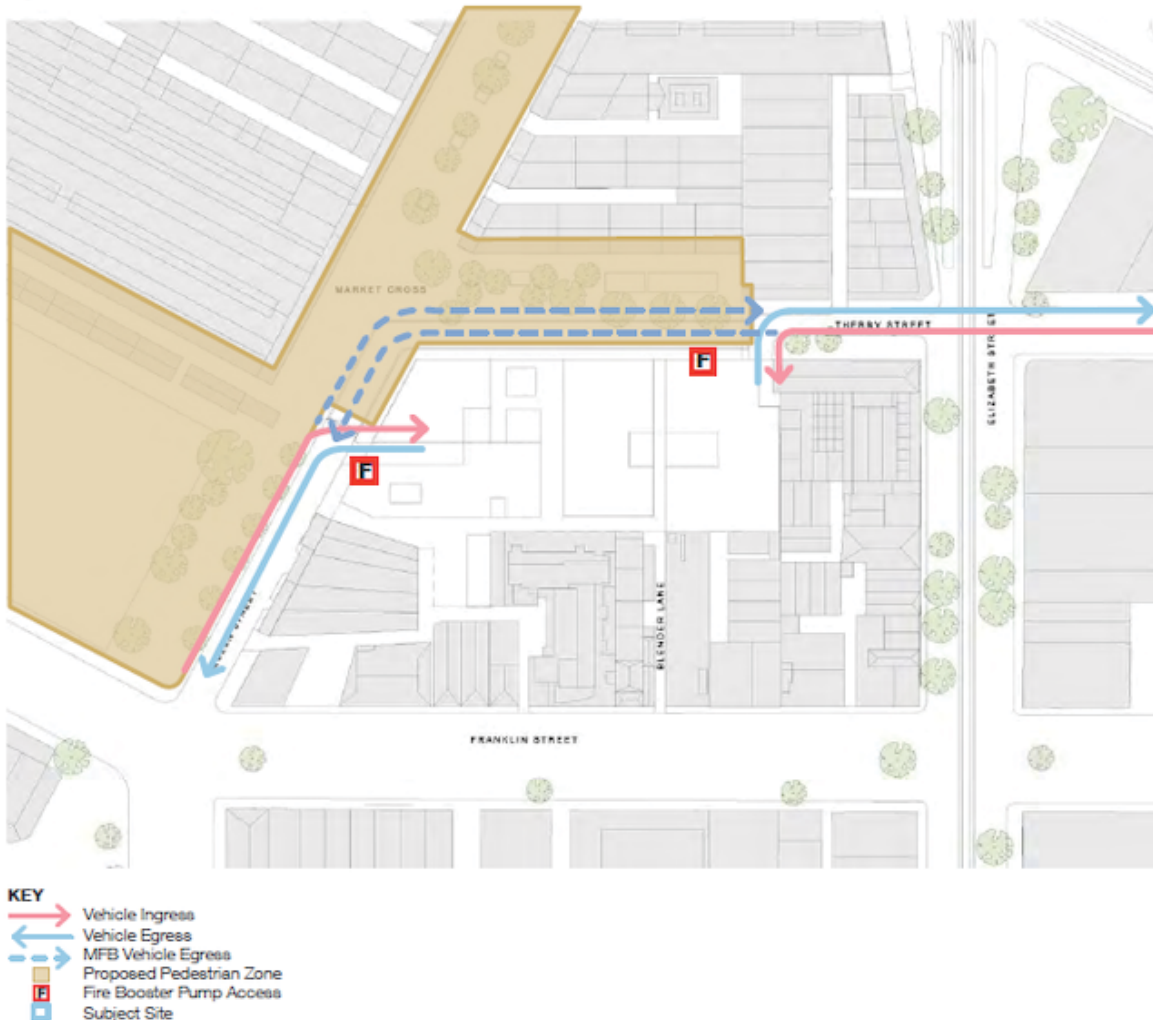 MARKET CROSS
F
THERRY STREET
ELIZABETH STREET
F
BLENDER LANE
FRANKLIN STREET
KEY
Vehicle Ingress
Vehicle Egress
MFB Vehicle Egress
Proposed Pedestrian Zone
F Fire Booster Pump Access
Subject Site